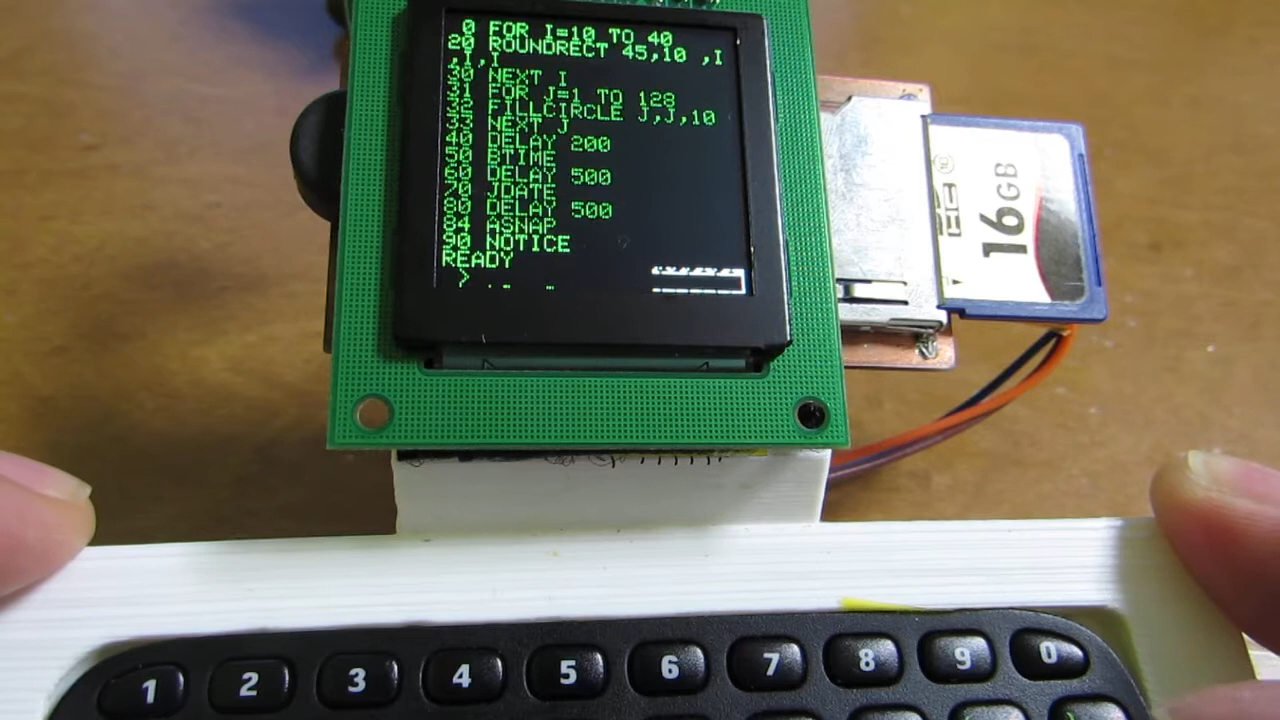 0 FOR I=10 TO 40
20 ROUNDRECT 45,10 ,I
,I,I
30 NEXT I
31 FOR J=1 TO 128
32 FILLCIRCLE J,J,10
33 NEXT J
40 DELAY 200
50 BTIME
60 DELAY 500
70 JDATE
80 DELAY 500
84 ASNAP
90 NOTICE
READY
>
16GB
HC
1 2 3 4 5 6 7 8 9 0